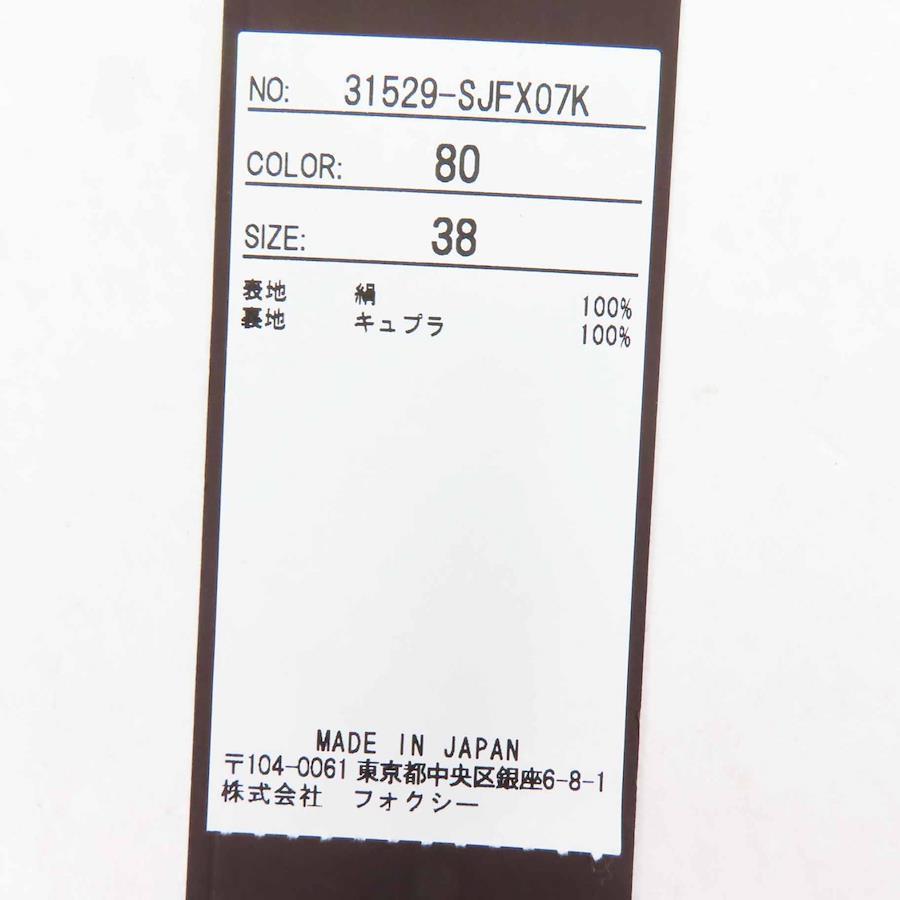 NO: 31529-SJFX07K
COLOR: 80
SIZE: 38
表地 絹 100%
裏地 キュプラ 100%
MADE IN JAPAN
〒104-0061 東京都中央区銀座6-8-1
株式会社 フォクシー